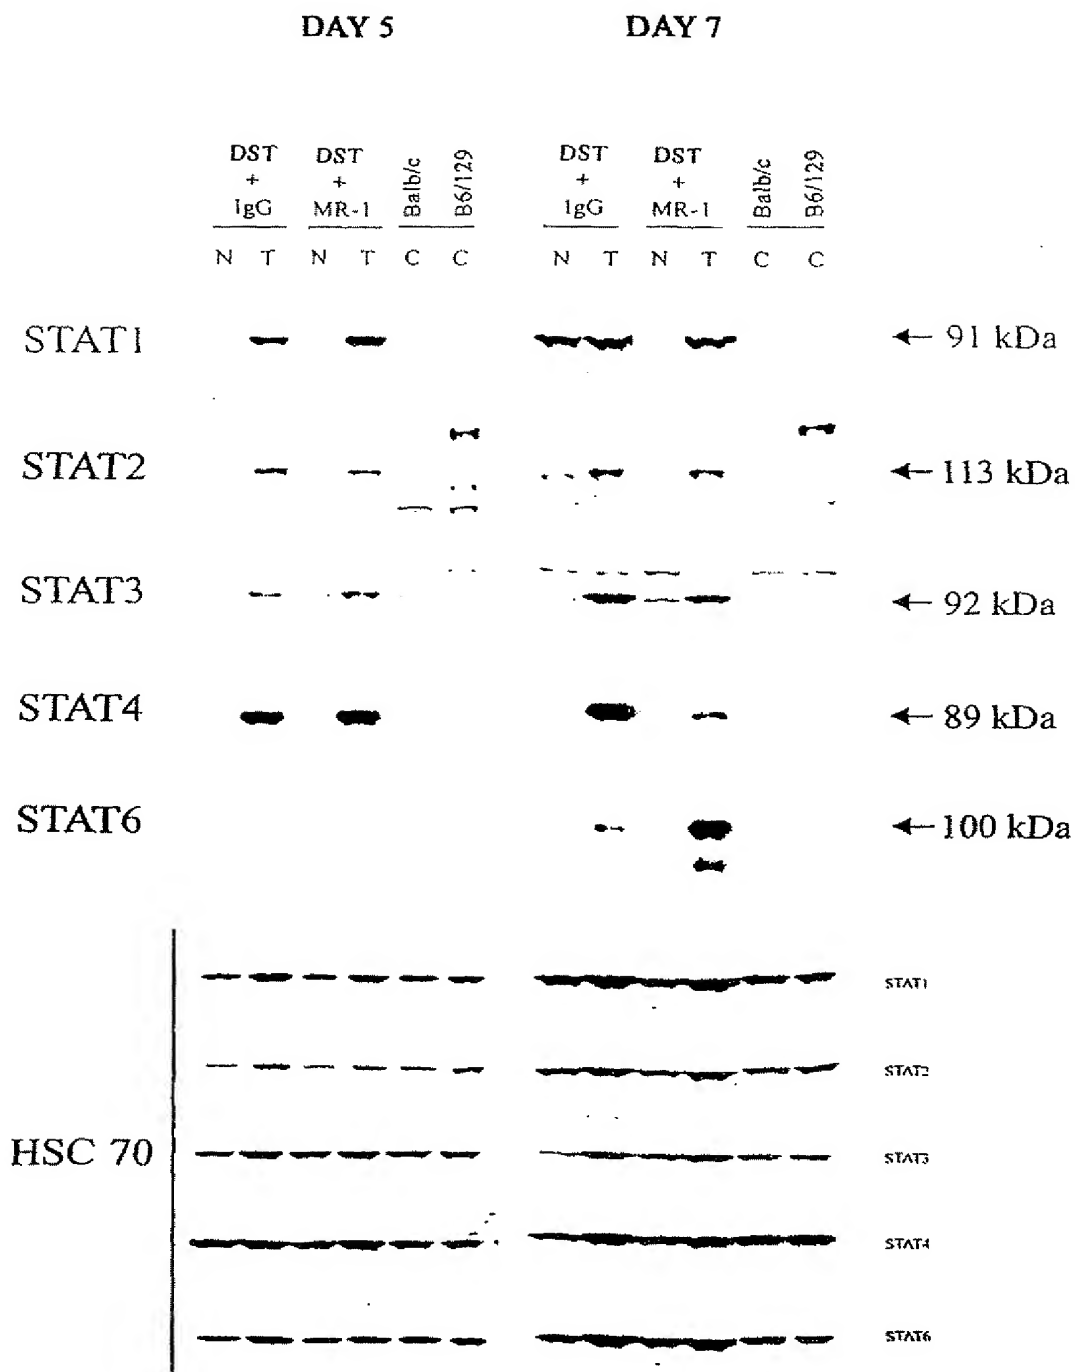 DAY 5 DAY 7
DST DST Balb/c B6/129 DST DST Balb/c B6/129
+ + + +
IgG MR-1 IgG MR-1
N T N T C C N T N T C C
STAT1 ← 91 kDa
STAT2 ← 113 kDa
STAT3 ← 92 kDa
STAT4 ← 89 kDa
STAT6 ← 100 kDa
STAT1
STAT2
HSC 70 STAT3
STAT4
STAT6